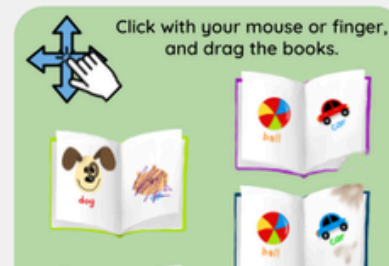 Click with your mouse or finger,
and drag the books.
ball
car
dog
ball
car